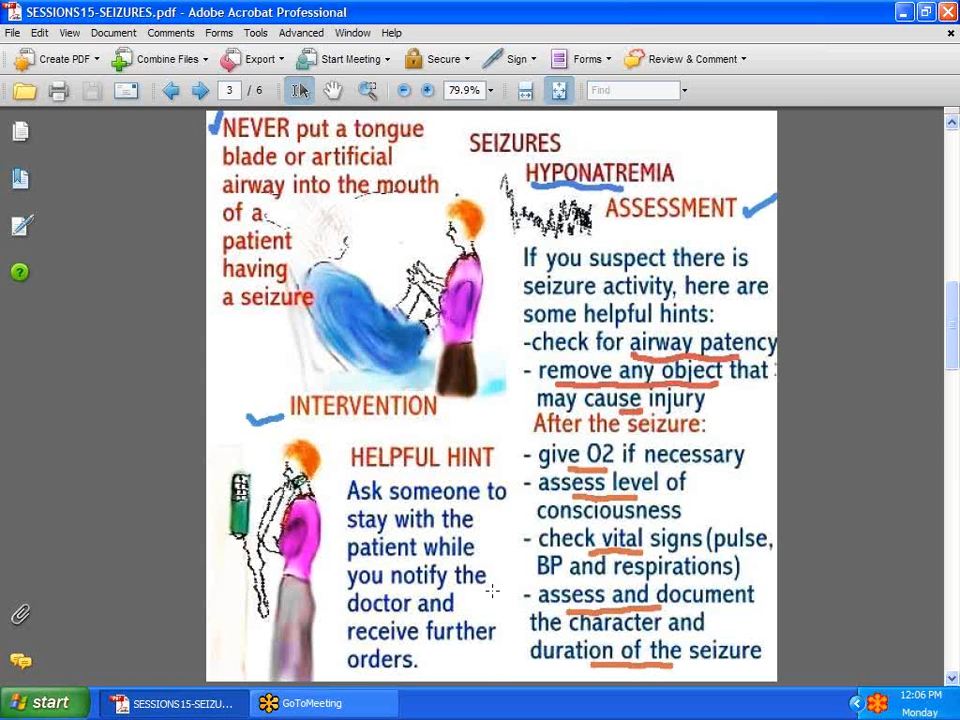 SESSIONS15-SEIZURES.pdf - Adobe Acrobat Professional
File Edit View Document Comments Forms Tools Advanced Window Help
Create PDF Combine Files Export Start Meeting Secure Sign Forms Review & Comment
3 / 6 79.9% Find
NEVER put a tongue
blade or artificial
airway into the mouth
of a
patient
having
a seizure
SEIZURES
HYPONATREMIA
ASSESSMENT
If you suspect there is
seizure activity, here are
some helpful hints:
-check for airway patency
- remove any object that
may cause injury
After the seizure:
- give O2 if necessary
- assess level of
consciousness
- check vital signs(pulse,
BP and respirations)
- assess and document
the character and
duration of the seizure
INTERVENTION
HELPFUL HINT
Ask someone to
stay with the
patient while
you notify the
doctor and
receive further
orders.
start SESSIONS15-SEIZU... GoToMeeting 12:06 PM
Monday